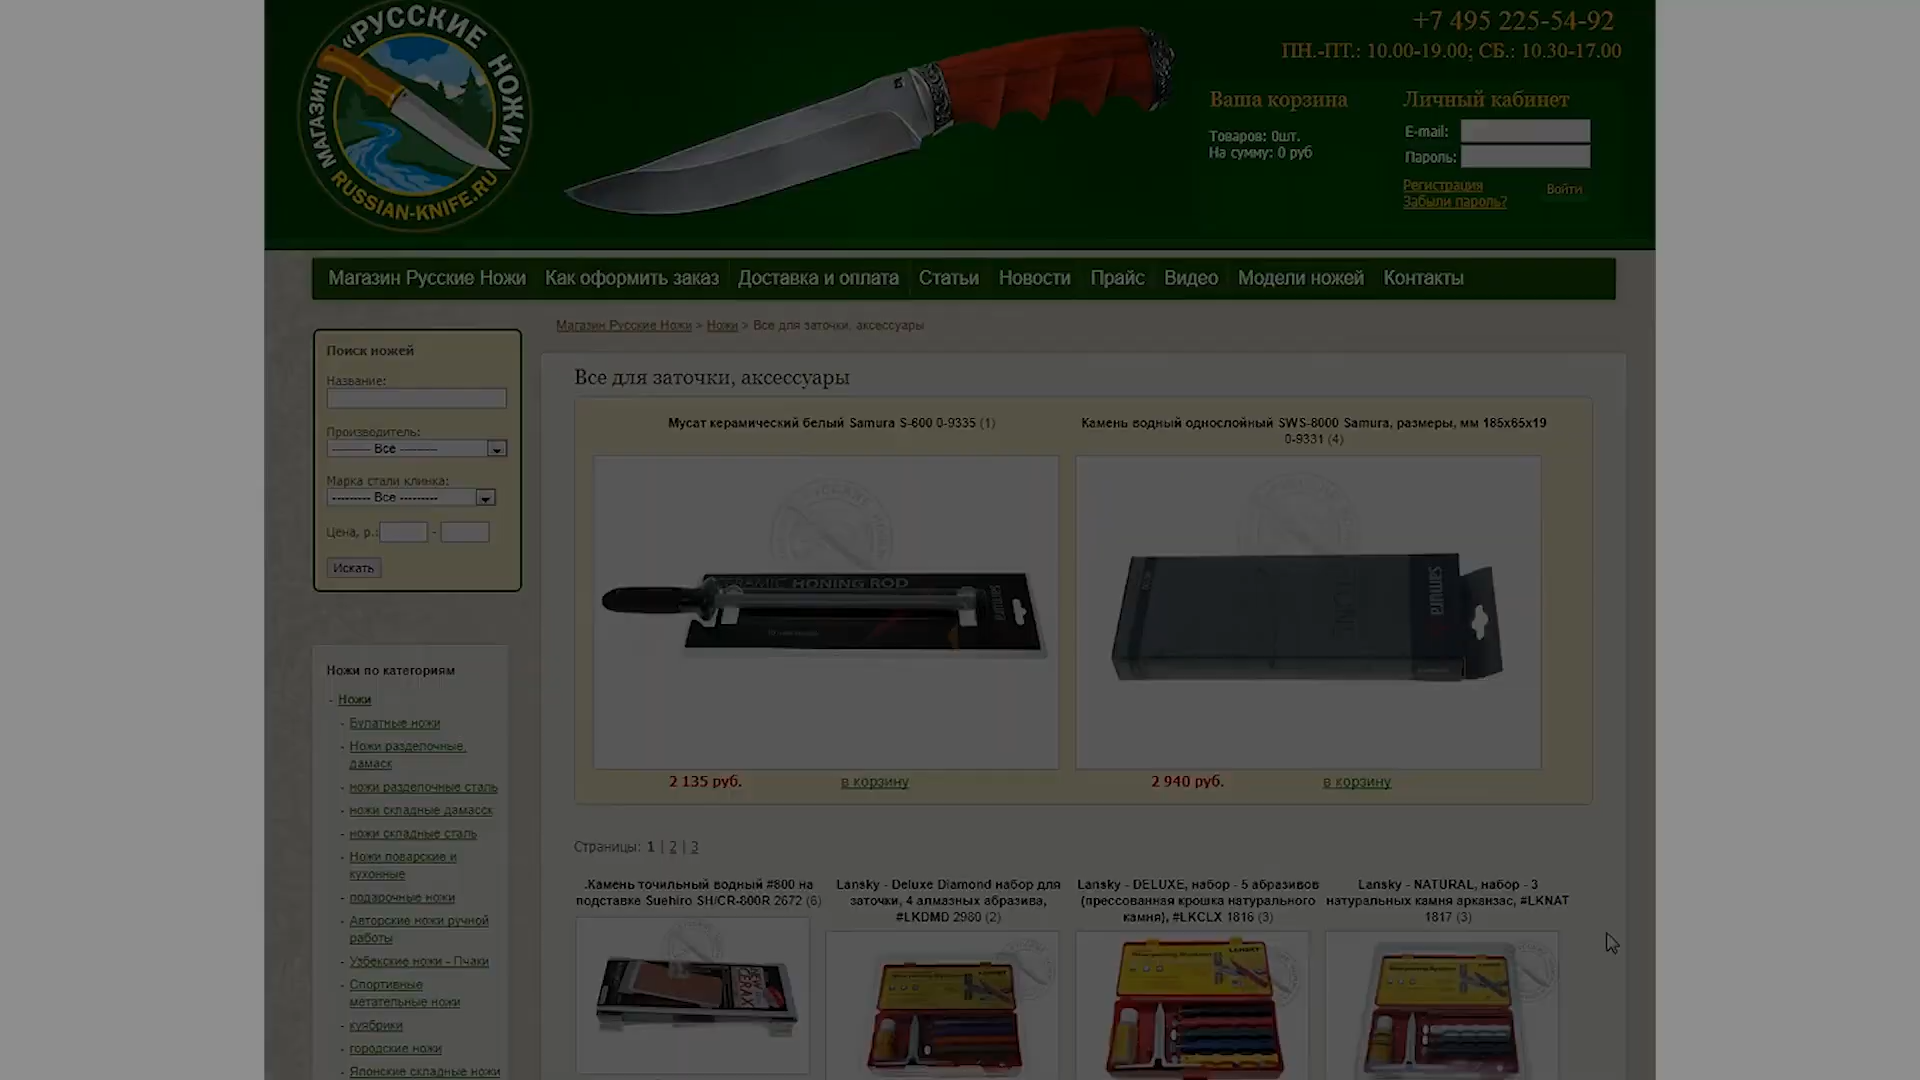 МАГАЗИН «РУССКИЕ НОЖИ»
RUSSIAN-KNIFE.RU
+7 495 225-54-92
ПН.-ПТ.: 10.00-19.00; СБ.: 10.30-17.00
Ваша корзина
Товаров: 0шт.
На сумму: 0 руб
Личный кабинет
E-mail:
Пароль:
Регистрация
Войти
Забыли пароль?
Магазин Русские Ножи Как оформить заказ Доставка и оплата Статьи Новости Прайс Видео Модели ножей Контакты
Магазин Русские Ножи > Ножи > Все для заточки, аксессуары
Поиск ножей
Название:
Производитель:
---------- Все ----------
Марка стали клинка:
--------- Все ---------
Цена, р.: -
Искать
Ножи по категориям
- Ножи
- Булатные ножи
- Ножи разделочные,
дамаск
- ножи разделочные сталь
- ножи складные дамасск
- ножи складные сталь
- Ножи поварские и
кухонные
- подарочные ножи
- Авторские ножи ручной
работы
- Узбекские ножи - Пчаки
- Спортивные
метательные ножи
- куябрики
- городские ножи
- Японские складные ножи
Все для заточки, аксессуары
Мусат керамический белый Samura S-600 0-9335 (1)
CERAMIC HONING ROD
samura
2 135 руб.
в корзину
Камень водный однослойный SWS-8000 Samura, размеры, мм 185x65x19
0-9331 (4)
samura
2 940 руб.
в корзину
Страницы: 1 | 2 | 3
.Камень точильный водный #800 на
подставке Suehiro SH/CR-800R 2672 (6)
Lansky - Deluxe Diamond набор для
заточки, 4 алмазных абразива,
#LKDMD 2980 (2)
Lansky - DELUXE, набор - 5 абразивов
(прессованная крошка натурального
камня), #LKCLX 1816 (3)
Lansky - NATURAL, набор - 3
натуральных камня арканзас, #LKNAT
1817 (3)